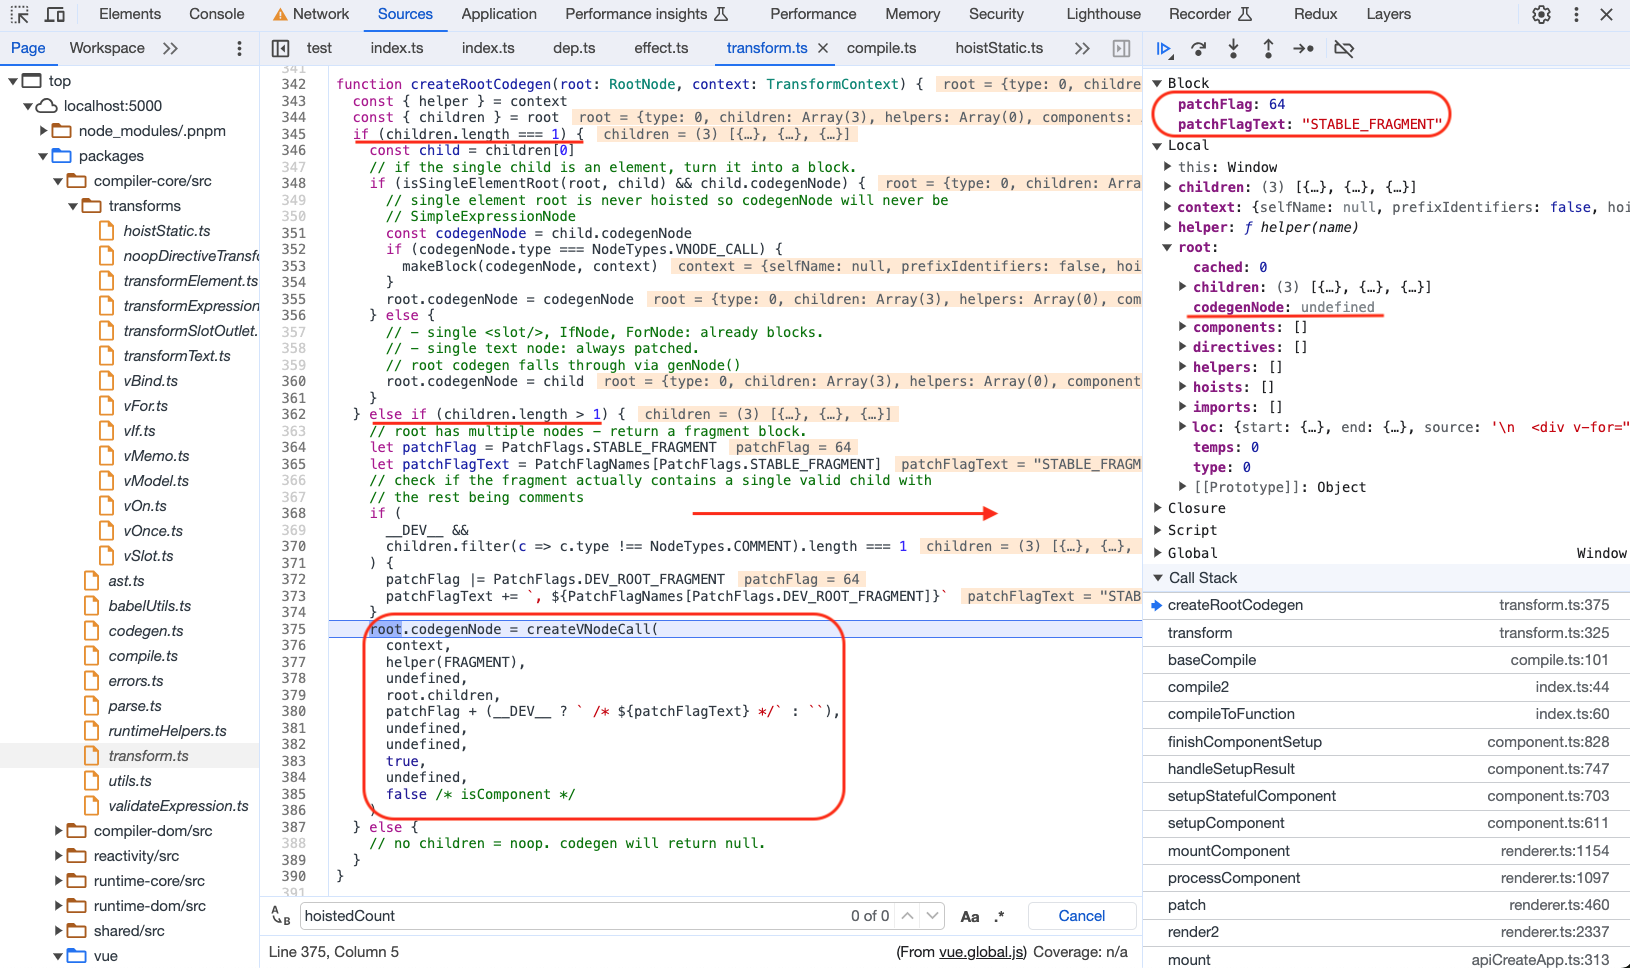 Elements Console Network Sources Application Performance insights Performance Memory Security Lighthouse Recorder Redux Layers
Page Workspace
test index.ts index.ts dep.ts effect.ts transform.ts compile.ts hoistStatic.ts
top
localhost:5000
node_modules/.pnpm
packages
compiler-core/src
transforms
hoistStatic.ts
noopDirectiveTransfo
transformElement.ts
transformExpression
transformSlotOutlet.
transformText.ts
vBind.ts
vFor.ts
vIf.ts
vMemo.ts
vModel.ts
vOn.ts
vOnce.ts
vSlot.ts
ast.ts
babelUtils.ts
codegen.ts
compile.ts
errors.ts
parse.ts
runtimeHelpers.ts
transform.ts
utils.ts
validateExpression.ts
compiler-dom/src
reactivity/src
runtime-core/src
runtime-dom/src
shared/src
vue
341
342 function createRootCodegen(root: RootNode, context: TransformContext) { root = {type: 0, childre
343 const { helper } = context
344 const { children } = root root = {type: 0, children: Array(3), helpers: Array(0), components:
345 if (children.length === 1) { children = (3) [{…}, {…}, {…}]
346 const child = children[0]
347 // if the single child is an element, turn it into a block.
348 if (isSingleElementRoot(root, child) && child.codegenNode) { root = {type: 0, children: Arra
349 // single element root is never hoisted so codegenNode will never be
350 // SimpleExpressionNode
351 const codegenNode = child.codegenNode
352 if (codegenNode.type === NodeTypes.VNODE_CALL) {
353 makeBlock(codegenNode, context) context = {selfName: null, prefixIdentifiers: false, hoi
354 }
355 root.codegenNode = codegenNode root = {type: 0, children: Array(3), helpers: Array(0), com
356 } else {
357 // – single <slot/>, IfNode, ForNode: already blocks.
358 // – single text node: always patched.
359 // root codegen falls through via genNode()
360 root.codegenNode = child root = {type: 0, children: Array(3), helpers: Array(0), component
361 }
362 } else if (children.length > 1) { children = (3) [{…}, {…}, {…}]
363 // root has multiple nodes – return a fragment block.
364 let patchFlag = PatchFlags.STABLE_FRAGMENT patchFlag = 64
365 let patchFlagText = PatchFlagNames[PatchFlags.STABLE_FRAGMENT] patchFlagText = "STABLE_FRAGM
366 // check if the fragment actually contains a single valid child with
367 // the rest being comments
368 if (
369 __DEV__ &&
370 children.filter(c => c.type !== NodeTypes.COMMENT).length === 1 children = (3) [{…}, {…},
371 ) {
372 patchFlag |= PatchFlags.DEV_ROOT_FRAGMENT patchFlag = 64
373 patchFlagText += `, ${PatchFlagNames[PatchFlags.DEV_ROOT_FRAGMENT]}` patchFlagText = "STAB
374 }
375 root.codegenNode = createVNodeCall(
376 context,
377 helper(FRAGMENT),
378 undefined,
379 root.children,
380 patchFlag + (__DEV__ ? ` /* ${patchFlagText} */` : ``),
381 undefined,
382 undefined,
383 true,
384 undefined,
385 false /* isComponent */
386 )
387 } else {
388 // no children = noop. codegen will return null.
389 }
390 }
391
hoistedCount 0 of 0 Aa .* Cancel
Line 375, Column 5 (From vue.global.js) Coverage: n/a
Block
patchFlag: 64
patchFlagText: "STABLE_FRAGMENT"
Local
this: Window
children: (3) [{…}, {…}, {…}]
context: {selfName: null, prefixIdentifiers: false, hoi
helper: ƒ helper(name)
root:
cached: 0
children: (3) [{…}, {…}, {…}]
codegenNode: undefined
components: []
directives: []
helpers: []
hoists: []
imports: []
loc: {start: {…}, end: {…}, source: '\n <div v-for="
temps: 0
type: 0
[[Prototype]]: Object
Closure
Script
Global Window
Call Stack
createRootCodegen transform.ts:375
transform transform.ts:325
baseCompile compile.ts:101
compile2 index.ts:44
compileToFunction index.ts:60
finishComponentSetup component.ts:828
handleSetupResult component.ts:747
setupStatefulComponent component.ts:703
setupComponent component.ts:611
mountComponent renderer.ts:1154
processComponent renderer.ts:1097
patch renderer.ts:460
render2 renderer.ts:2337
mount apiCreateApp.ts:313